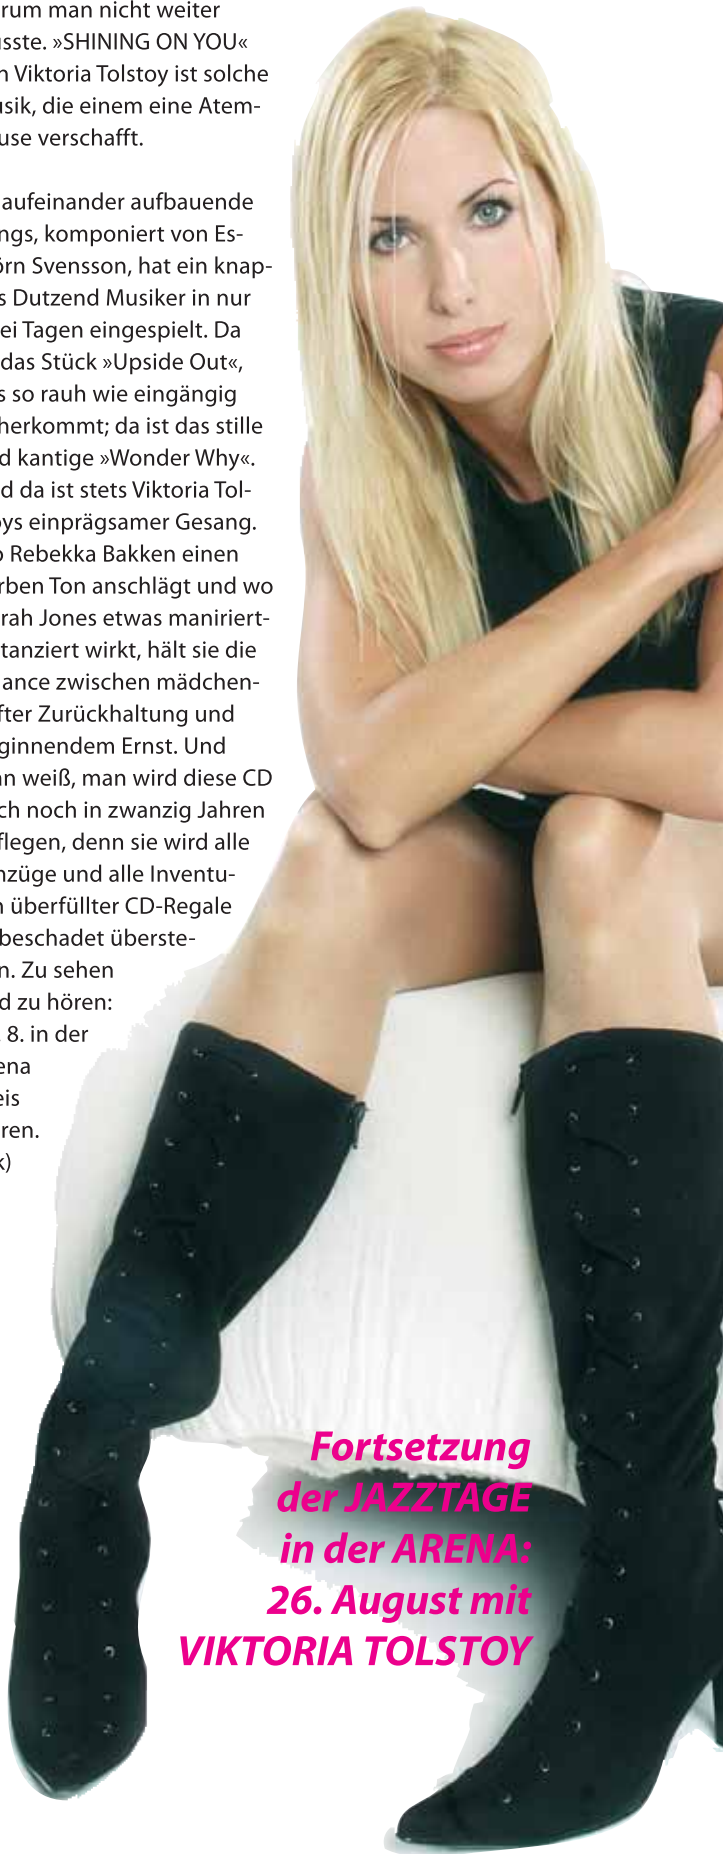 rum man nicht weiter
sste. »SHINING ON YOU«
n Viktoria Tolstoy ist solche
usik, die einem eine Atem-
use verschafft.
aufeinander aufbauende
ngs, komponiert von Es-
örn Svensson, hat ein knap-
s Dutzend Musiker in nur
ei Tagen eingespielt. Da
das Stück »Upside Out«,
s so rauh wie eingängig
herkommt; da ist das stille
d kantige »Wonder Why«.
d da ist stets Viktoria Tol-
oys einprägsamer Gesang.
o Rebekka Bakken einen
rben Ton anschlägt und wo
rah Jones etwas maniriert-
tanziert wirkt, hält sie die
lance zwischen mädchen-
fter Zurückhaltung und
ginnendem Ernst. Und
an weiß, man wird diese CD
ch noch in zwanzig Jahren
flegen, denn sie wird alle
nzüge und alle Inventu-
n überfüllter CD-Regale
beschadet überste-
n. Zu sehen
d zu hören:
. 8. in der
ena
eis
ren.
k)
Fortsetzung
der JAZZTAGE
in der ARENA:
26. August mit
VIKTORIA TOLSTOY